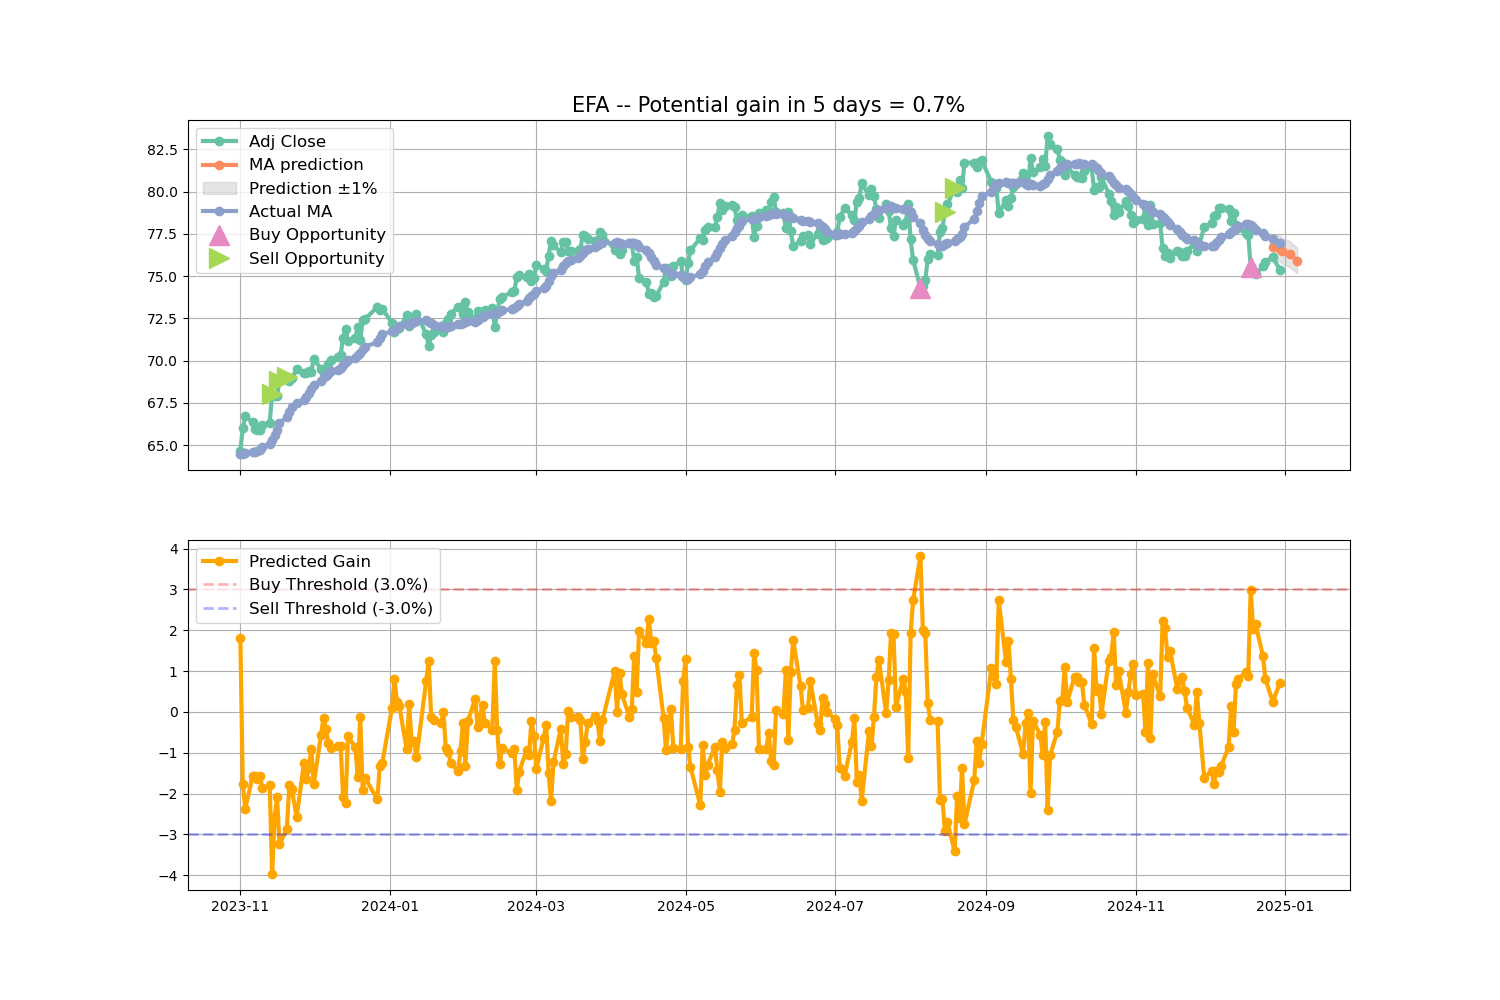 EFA -- Potential gain in 5 days = 0.7%
Adj Close
MA prediction
Prediction ±1%
Actual MA
Buy Opportunity
Sell Opportunity
82.5
80.0
77.5
75.0
72.5
70.0
67.5
65.0
Predicted Gain
Buy Threshold (3.0%)
Sell Threshold (-3.0%)
4
3
2
1
0
−1
−2
−3
−4
2023-11 2024-01 2024-03 2024-05 2024-07 2024-09 2024-11 2025-01